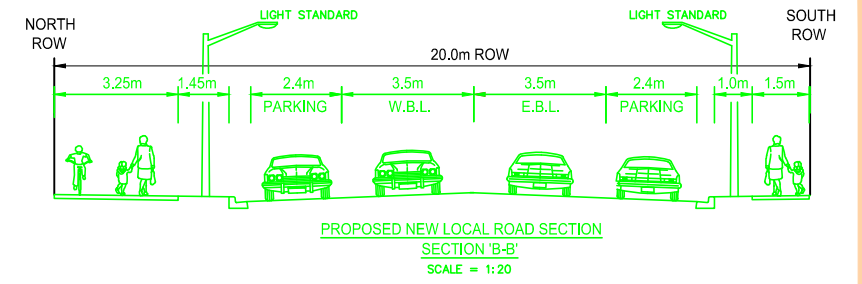 LIGHT STANDARD LIGHT STANDARD
NORTH ROW SOUTH ROW
20.0m ROW
3.25m 1.45m 2.4m 3.5m 3.5m 2.4m 1.0m 1.5m
PARKING W.B.L. E.B.L. PARKING
PROPOSED NEW LOCAL ROAD SECTION
SECTION 'B-B'
SCALE = 1:20